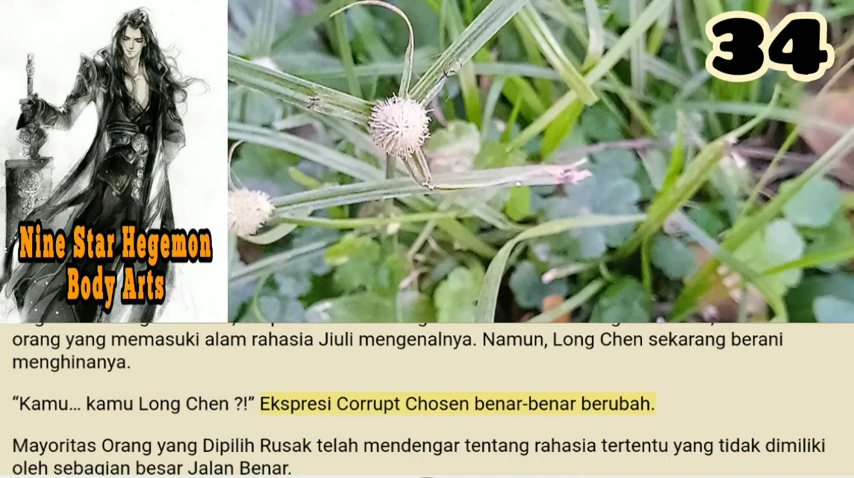 34
Nine Star Hegemon
Body Arts
orang yang memasuki alam rahasia Jiuli mengenalnya. Namun, Long Chen sekarang berani
menghinanya.
“Kamu… kamu Long Chen ?!” Ekspresi Corrupt Chosen benar-benar berubah.
Mayoritas Orang yang Dipilih Rusak telah mendengar tentang rahasia tertentu yang tidak dimiliki
oleh sebagian besar Jalan Benar.